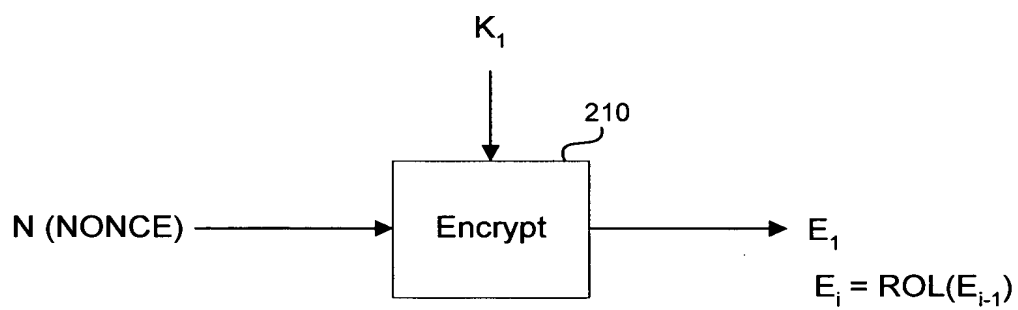 K₁
210
N (NONCE)
Encrypt
E₁
Eᵢ = ROL(Eᵢ₋₁)